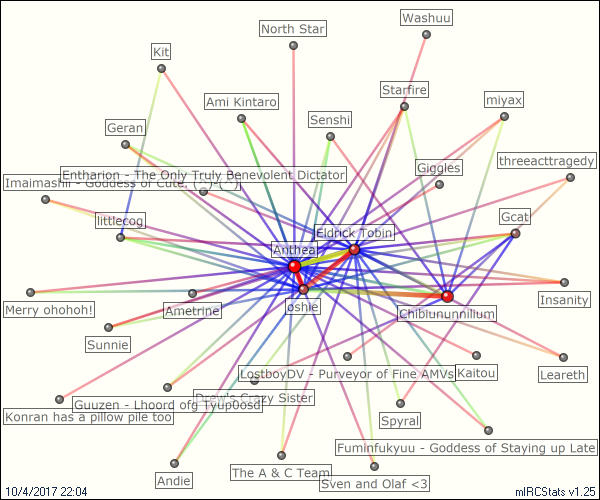 Washuu
North Star
Kit
Starfire
Ami Kintaro
miyax
Senshi
Geran
threeacttragedy
Giggles
Entharion - The Only Truly Benevolent Dictator
Imaimashii - Goddess of Cute,
Gcat
littlecog
Eldrick Tobin
Anthea
Insanity
oshie
Merry ohohoh!
Ametrine
Chibiununnilium
Sunnie
Leareth
LostboyDV - Purveyor of Fine AMVs
Kaitou
Drew's Crazy Sister
Guuzen - Lhoord ofg Tyup0osd
Konran has a pillow pile too
Spyral
Fuminfukyuu - Goddess of Staying up Late
Andie
The A & C Team
Sven and Olaf <3
10/4/2017 22:04
mIRCStats v1.25